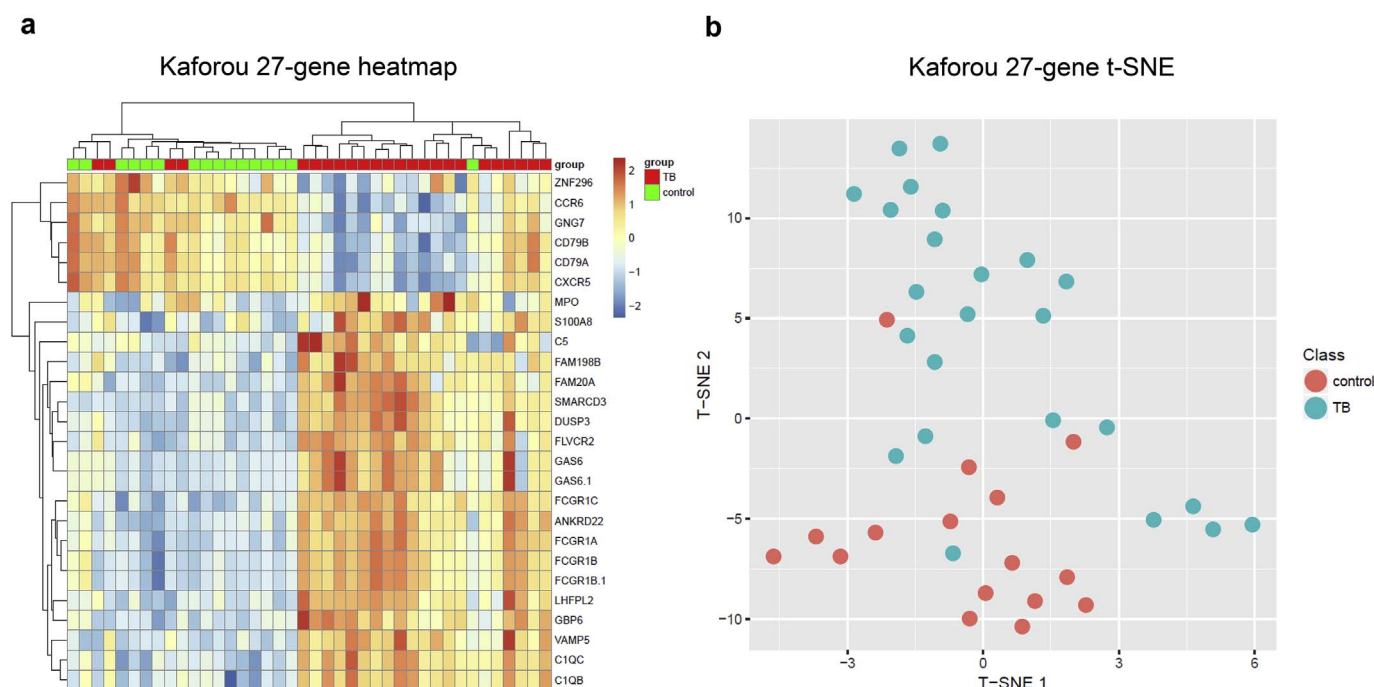 a
Kaforou 27-gene heatmap
group
ZNF296
CCR6
GNG7
CD79B
CD79A
CXCR5
MPO
S100A8
C5
FAM198B
FAM20A
SMARCD3
DUSP3
FLVCR2
GAS6
GAS6.1
FCGR1C
ANKRD22
FCGR1A
FCGR1B
FCGR1B.1
LHFPL2
GBP6
VAMP5
C1QC
C1QB
2
1
0
−1
−2
group
TB
control
b
Kaforou 27-gene t-SNE
T−SNE 2
10
5
0
−5
−10
−3
0
3
6
T−SNE 1
Class
control
TB